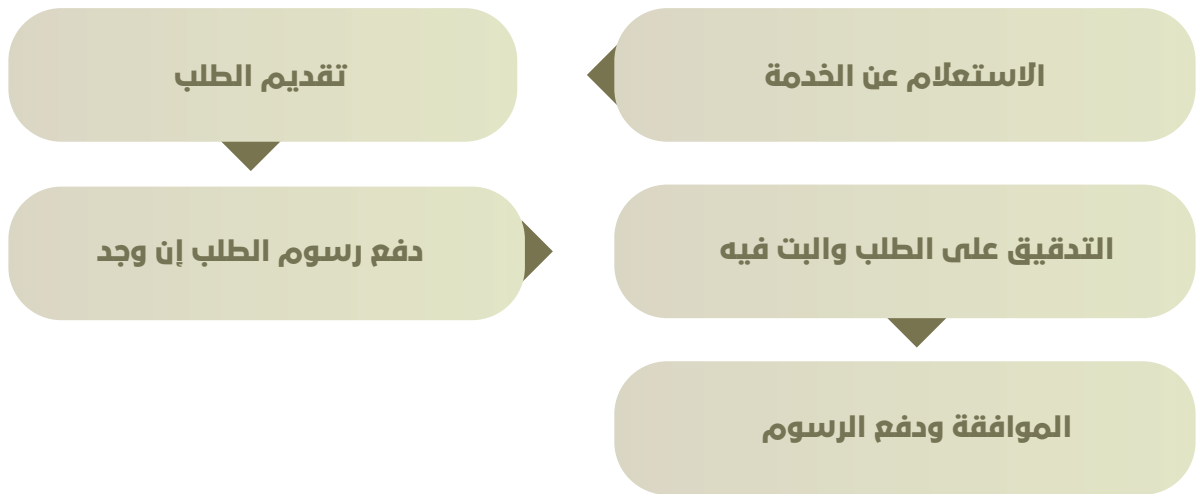 الاستعلام عن الخدمة
تقديم الطلب
دفع رسوم الطلب إن وجد
التدقيق على الطلب والبت فيه
الموافقة ودفع الرسوم